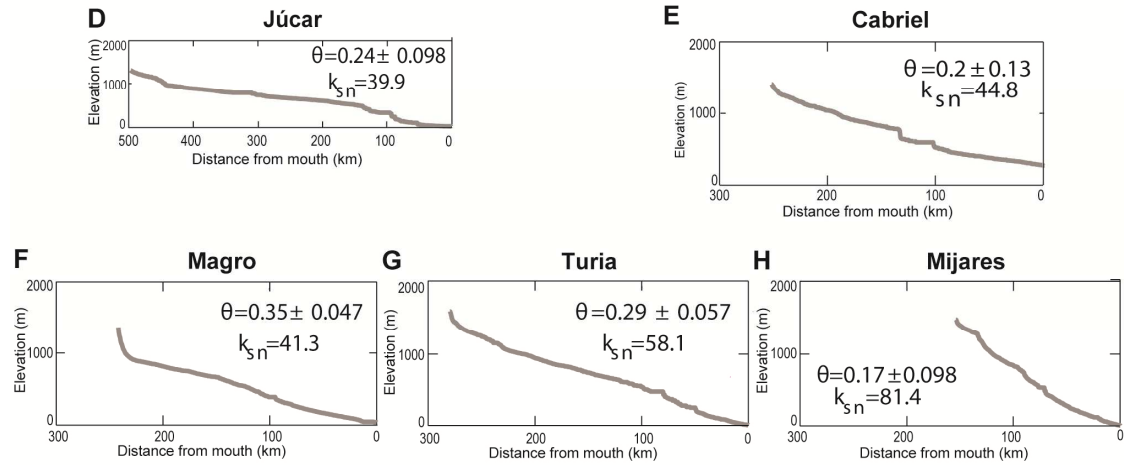 D Júcar
Elevation (m)
2000
1000
0
θ=0.24± 0.098
ksn=39.9
500 400 300 200 100 0
Distance from mouth (km)
E Cabriel
Elevation (m)
2000
1000
0
θ=0.2 ± 0.13
ksn=44.8
300 200 100 0
Distance from mouth (km)
F Magro
Elevation (m)
2000
1000
0
θ=0.35± 0.047
ksn=41.3
300 200 100 0
Distance from mouth (km)
G Turia
Elevation (m)
2000
1000
0
θ=0.29 ± 0.057
ksn=58.1
300 200 100 0
Distance from mouth (km)
H Mijares
Elevation (m)
2000
1000
0
θ=0.17±0.098
ksn=81.4
300 200 100 0
Distance from mouth (km)